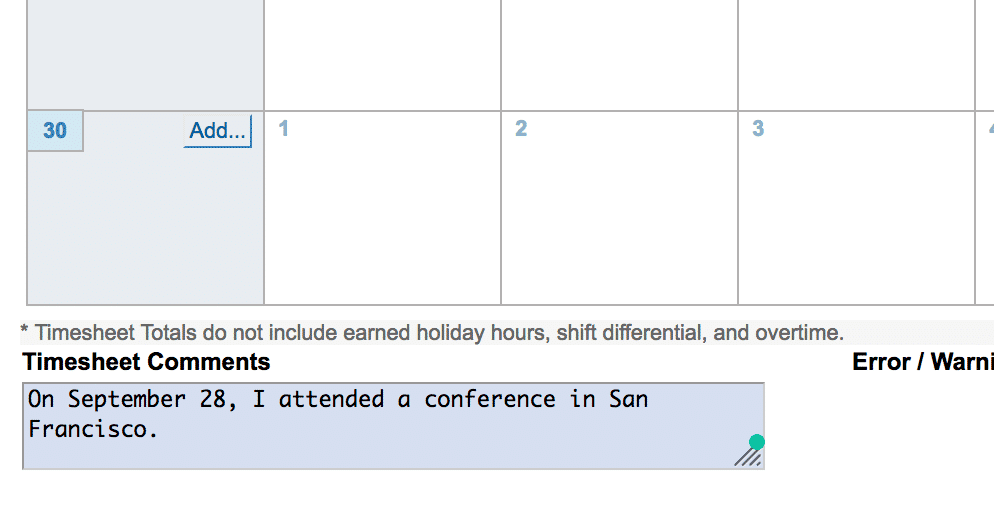 30 Add... 1 2 3
* Timesheet Totals do not include earned holiday hours, shift differential, and overtime.
Timesheet Comments Error / Warni
On September 28, I attended a conference in San
Francisco.